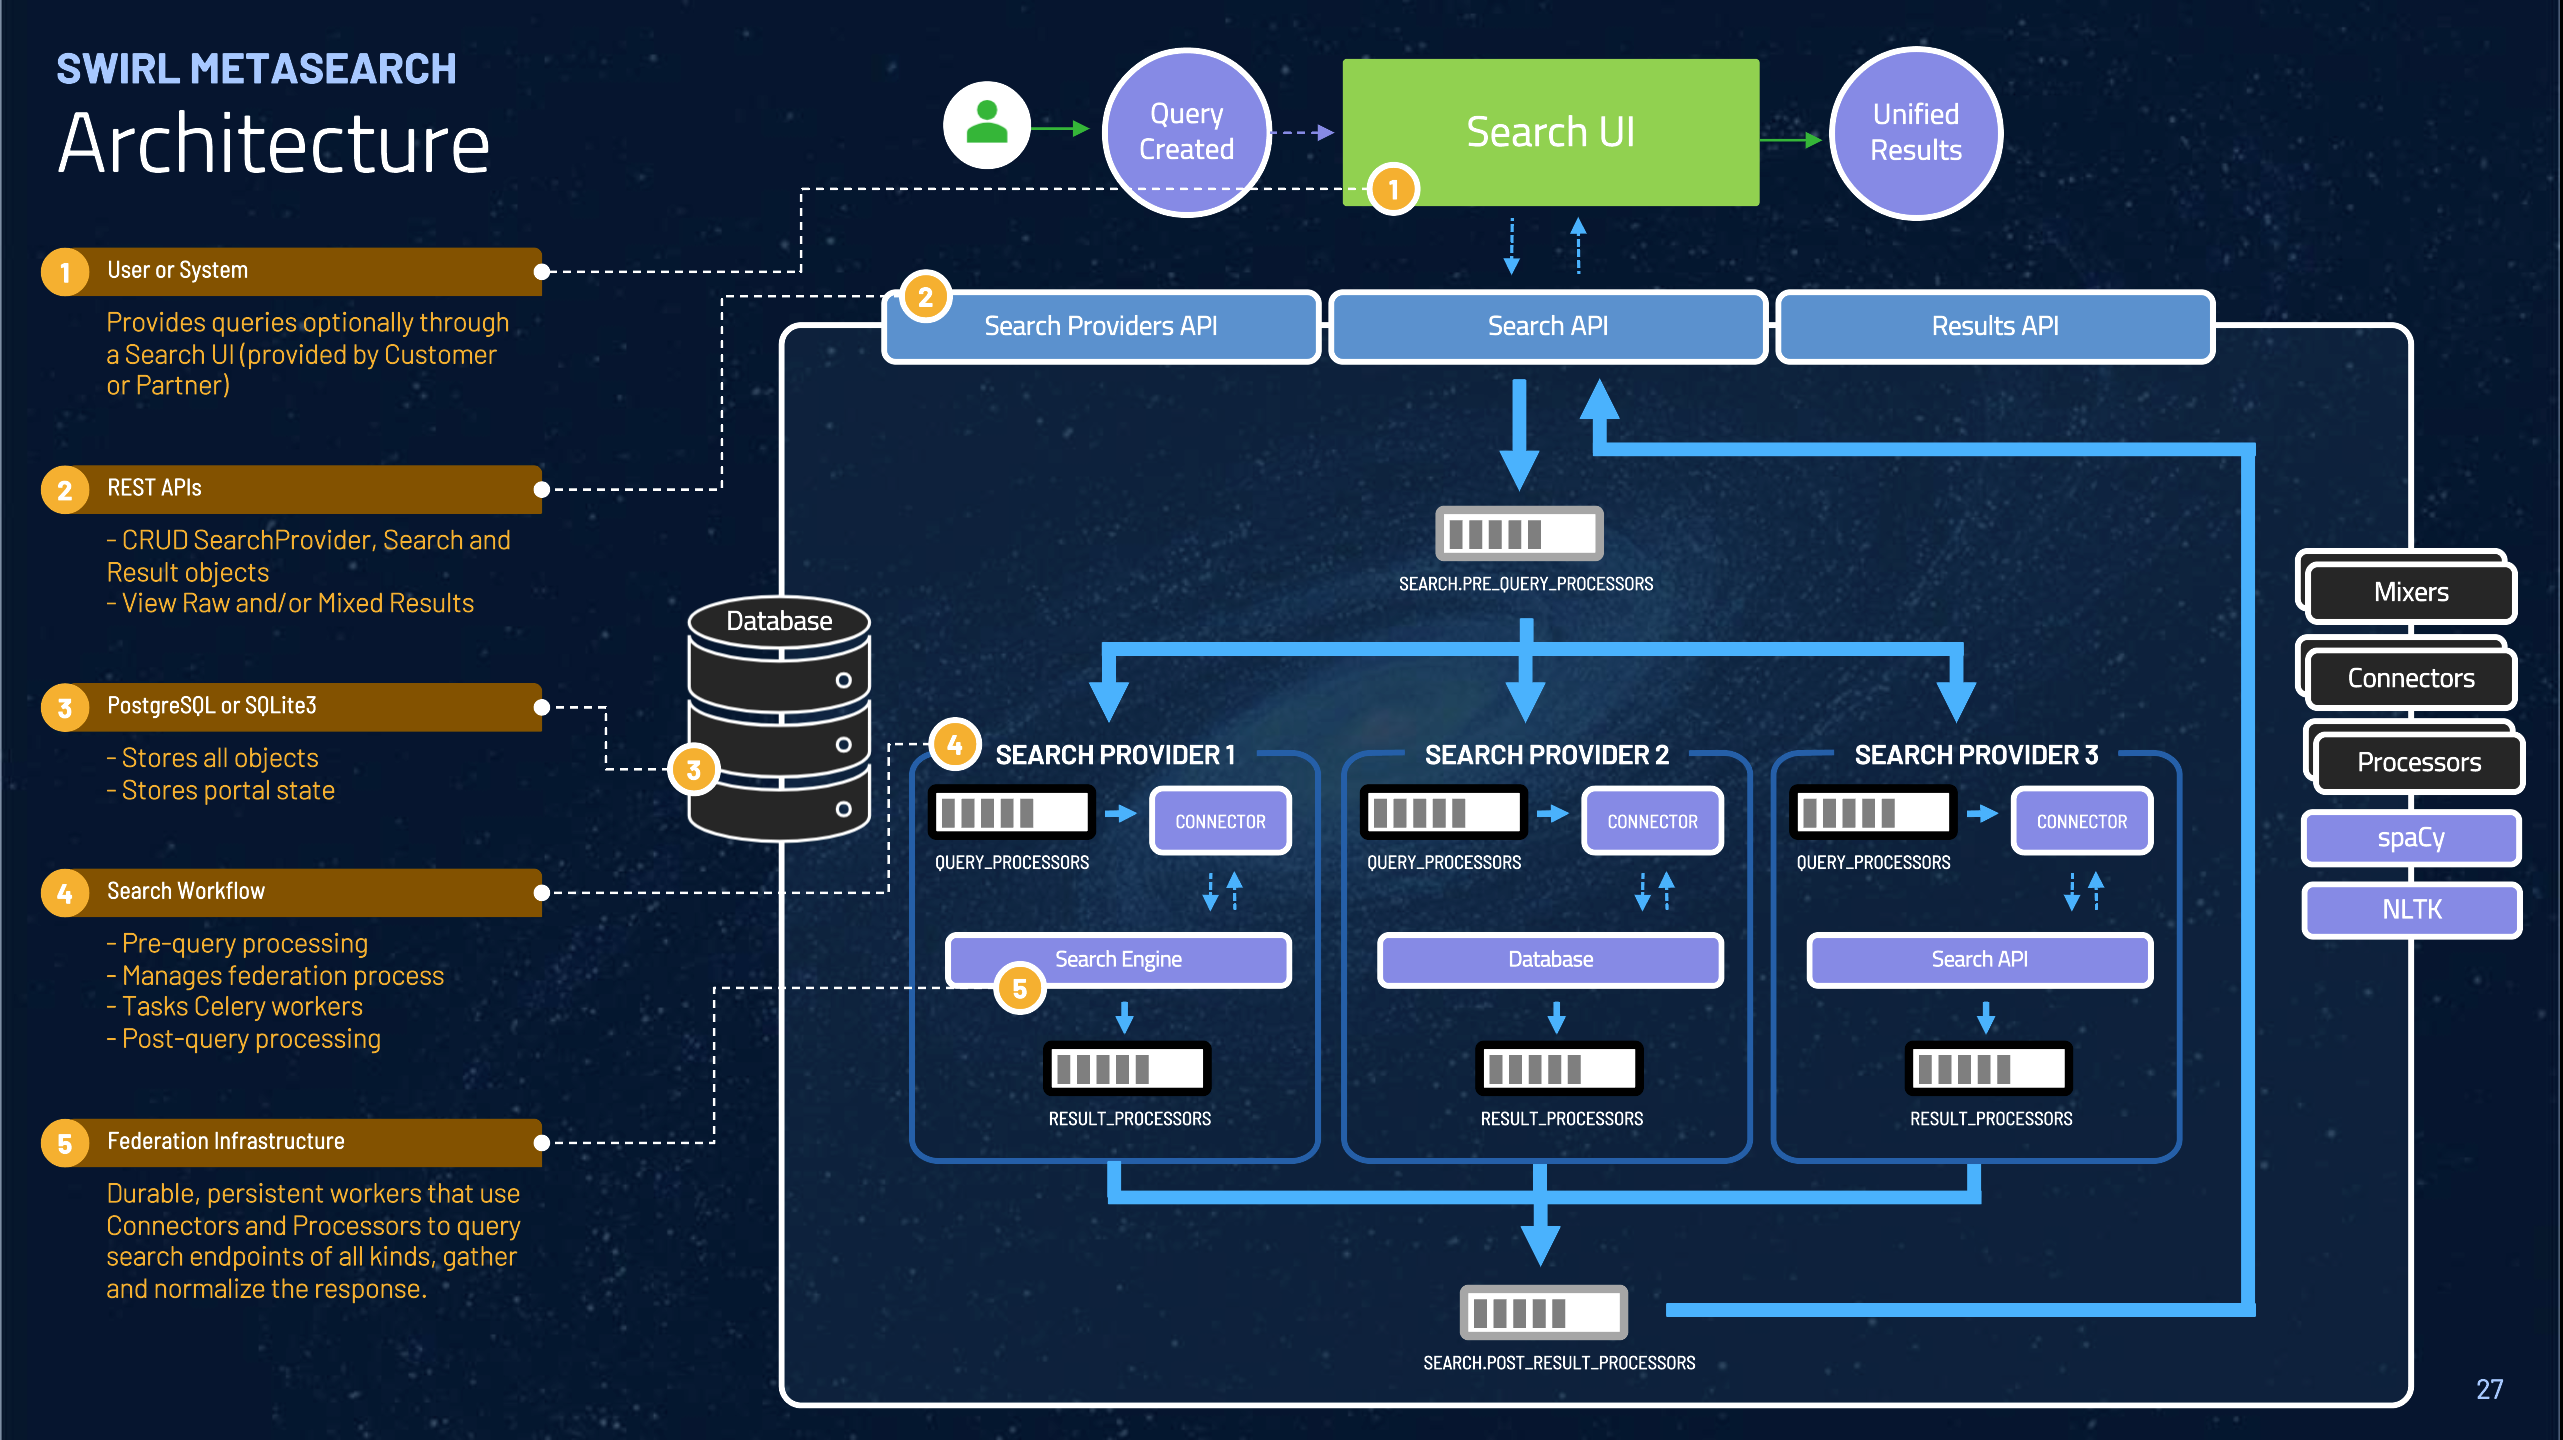 SWIRL METASEARCH
Architecture
1 User or System
Provides queries optionally through
a Search UI (provided by Customer
or Partner)
2 REST APIs
- CRUD SearchProvider, Search and
Result objects
- View Raw and/or Mixed Results
3 PostgreSQL or SQLite3
- Stores all objects
- Stores portal state
4 Search Workflow
- Pre-query processing
- Manages federation process
- Tasks Celery workers
- Post-query processing
5 Federation Infrastructure
Durable, persistent workers that use
Connectors and Processors to query
search endpoints of all kinds, gather
and normalize the response.
Query
Created
Search UI
1
Unified
Results
2
Search Providers API
Search API
Results API
SEARCH.PRE_QUERY_PROCESSORS
Database
3
4
SEARCH PROVIDER 1
QUERY_PROCESSORS
CONNECTOR
Search Engine
5
RESULT_PROCESSORS
SEARCH PROVIDER 2
QUERY_PROCESSORS
CONNECTOR
Database
RESULT_PROCESSORS
SEARCH PROVIDER 3
QUERY_PROCESSORS
CONNECTOR
Search API
RESULT_PROCESSORS
SEARCH.POST_RESULT_PROCESSORS
Mixers
Connectors
Processors
spaCy
NLTK
27